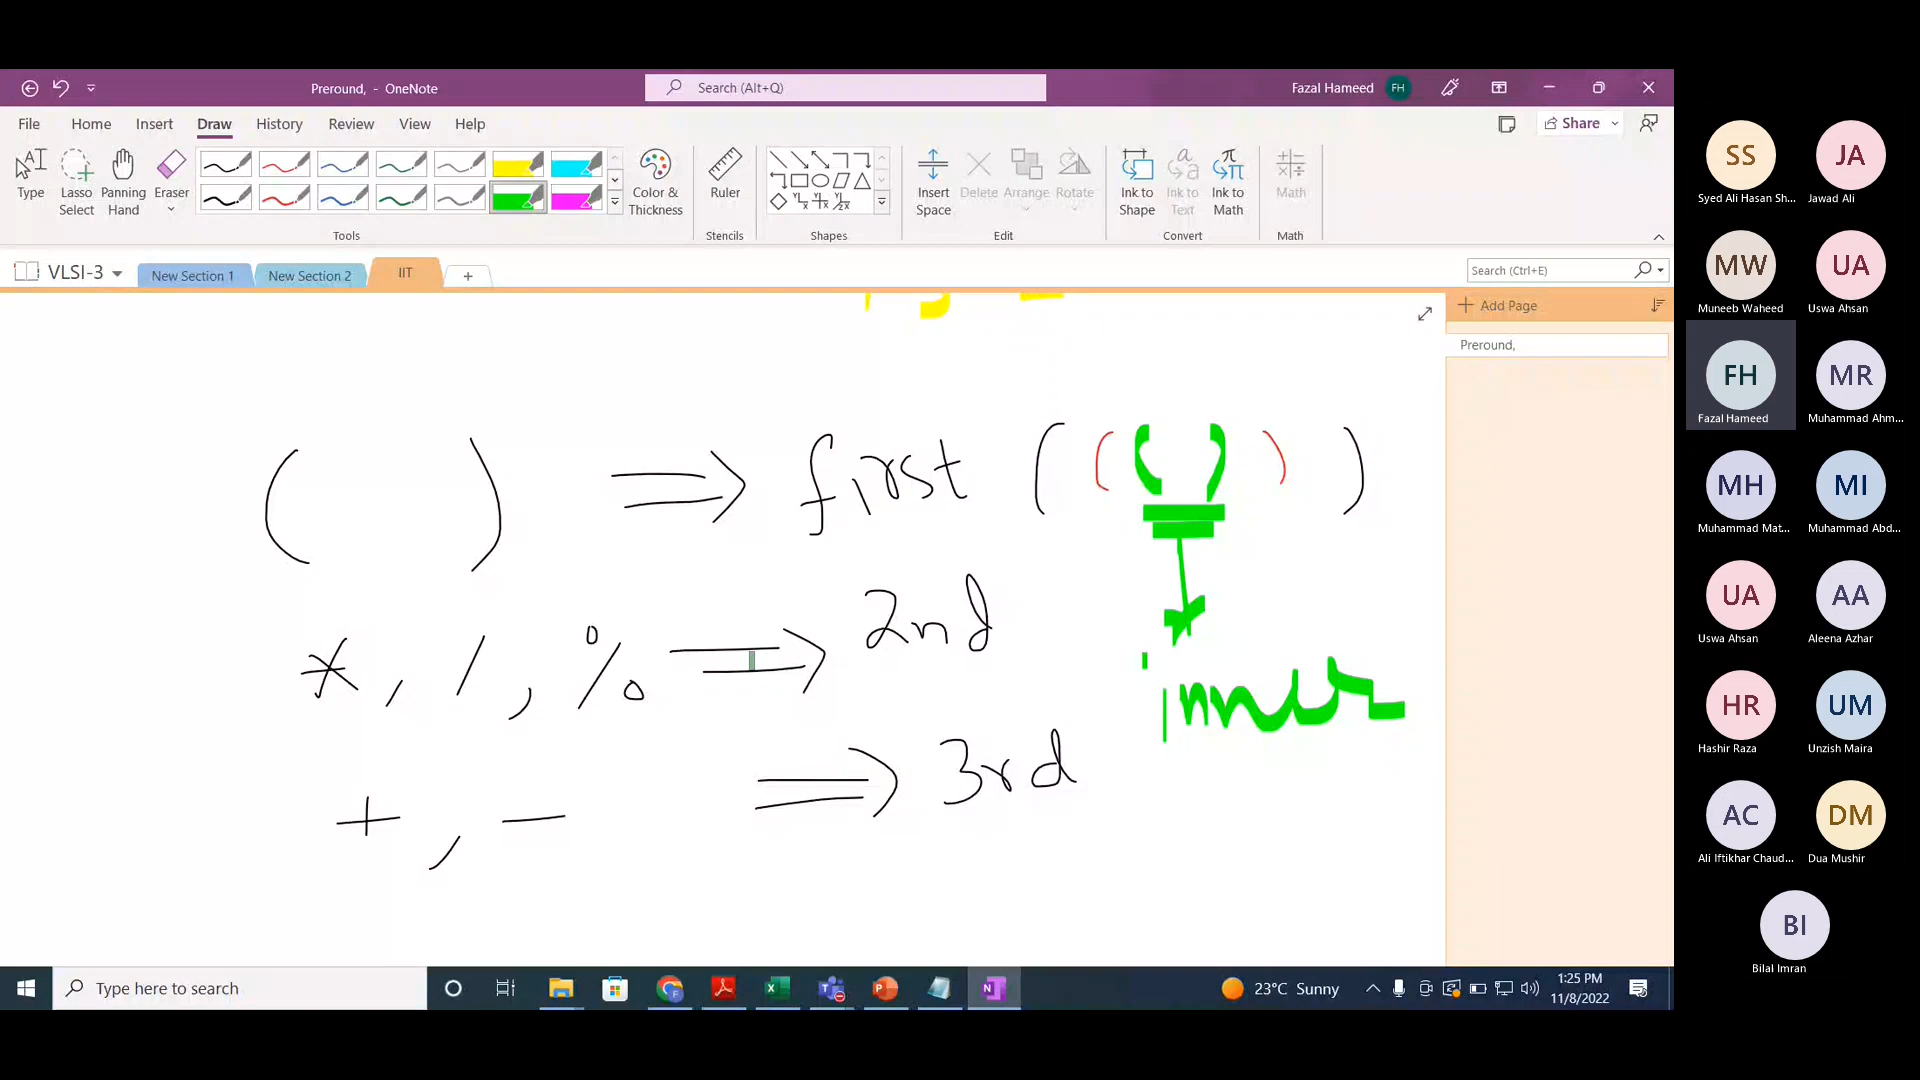 Preround, - OneNote
Search (Alt+Q)
Fazal Hameed FH
File Home Insert Draw History Review View Help
Share
Type
Lasso Select
Panning Hand
Eraser
Color & Thickness
Ruler
Insert Space
Delete
Arrange
Rotate
Ink to Shape
Ink to Text
Ink to Math
Math
Tools
Stencils
Shapes
Edit
Convert
Math
VLSI-3
New Section 1
New Section 2
IIT
+
Search (Ctrl+E)
Add Page
Preround,
( ) ⇒ first ( ( ( ) ) )
*, /, % ⇒ 2nd
inner
+, - ⇒ 3rd
SS JA
Syed Ali Hasan Sh... Jawad Ali
MW UA
Muneeb Waheed Uswa Ahsan
FH MR
Fazal Hameed Muhammad Ahm...
MH MI
Muhammad Mat... Muhammad Abd...
UA AA
Uswa Ahsan Aleena Azhar
HR UM
Hashir Raza Unzish Maira
AC DM
Ali Iftikhar Chaud... Dua Mushir
BI
Bilal Imran
Type here to search
23°C Sunny
1:25 PM
11/8/2022